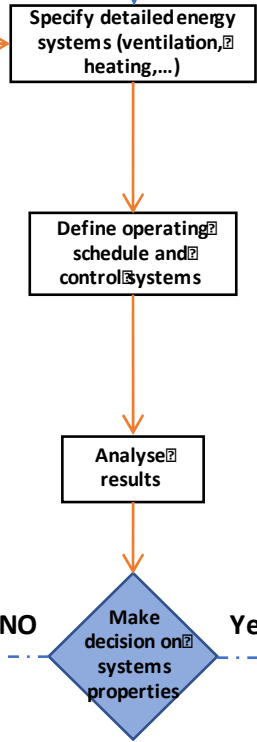 Specify detailed energy
systems (ventilation,
heating,...)
Define operating
schedule and
control systems
Analyse
results
NO
Make
decision on
systems
properties
Ye